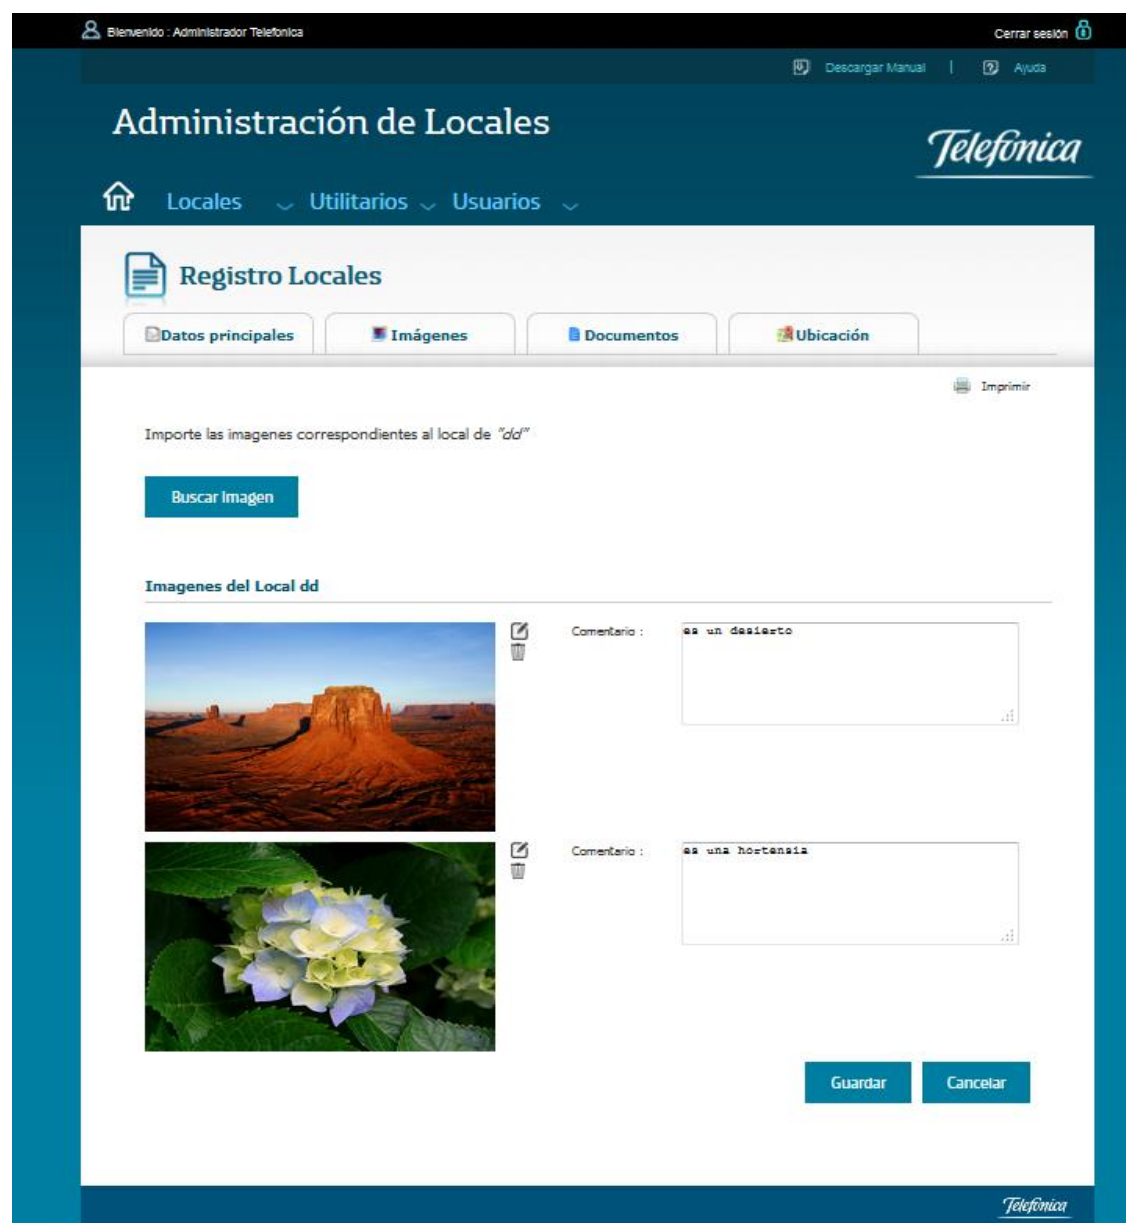 Bienvenido : Administrador Telefonica
Cerrar sesión
Descargar Manual | Ayuda
Administración de Locales
Telefónica
Locales Utilitarios Usuarios
Registro Locales
Datos principales Imágenes Documentos Ubicación
Imprimir
Importe las imagenes correspondientes al local de "dd"
Buscar Imagen
Imagenes del Local dd
Comentario : es un desierto
Comentario : es una hortensia
Guardar Cancelar
Telefónica